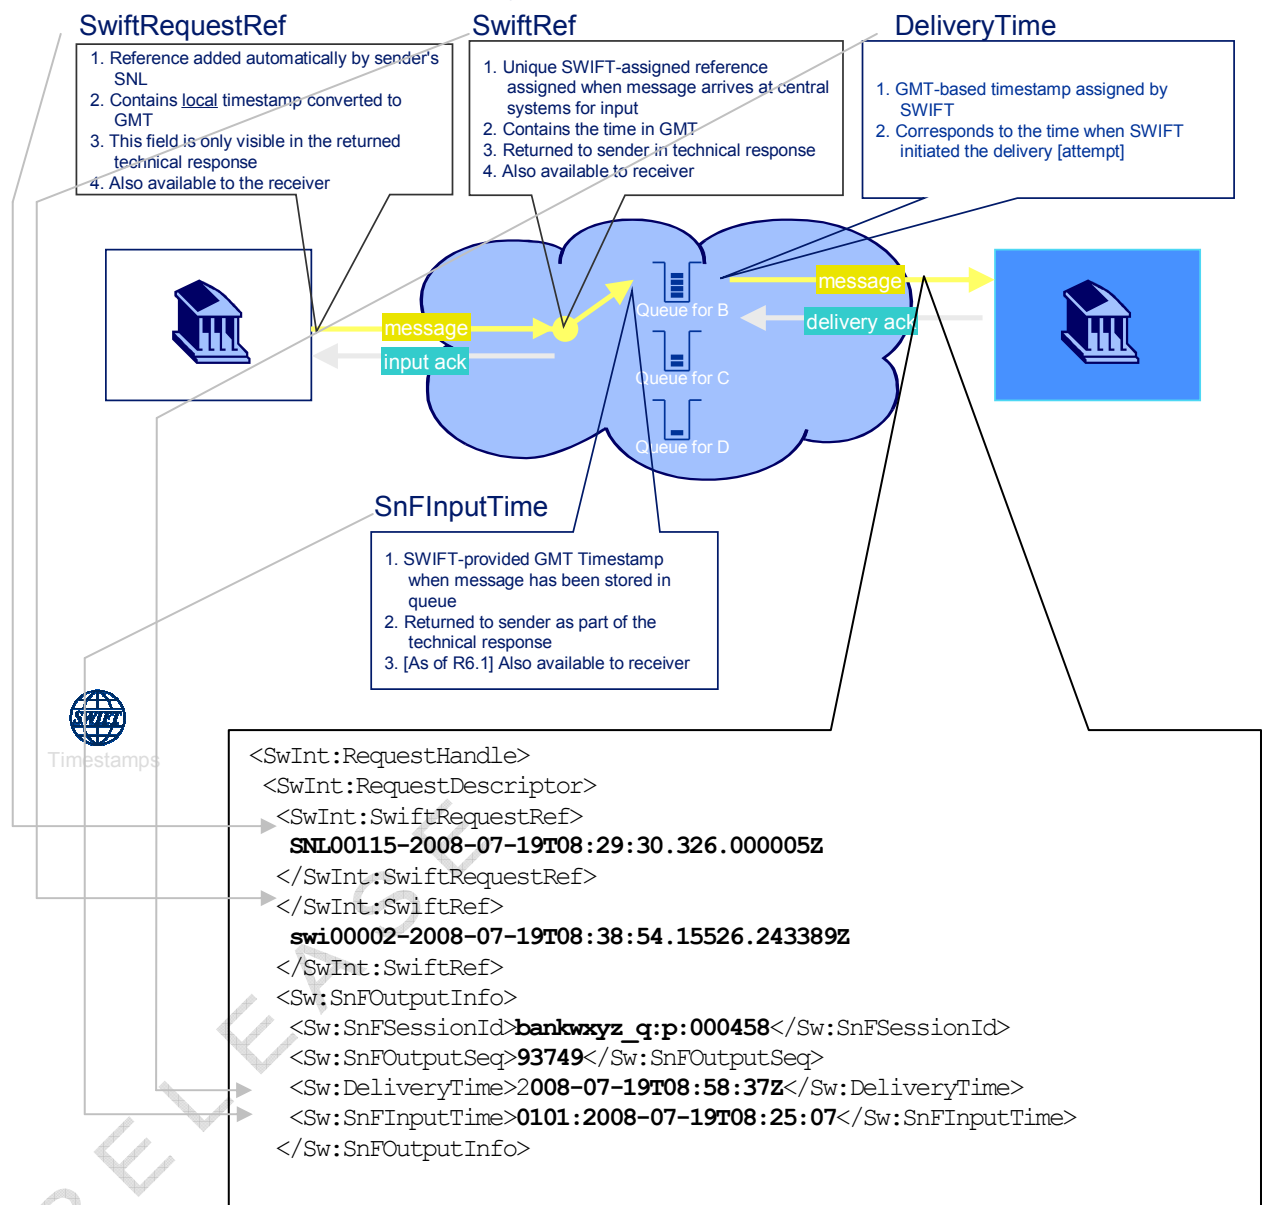 SwiftRequestRef
1. Reference added automatically by sender's
SNL
2. Contains local timestamp converted to
GMT
3. This field is only visible in the returned
technical response
4. Also available to the receiver
SwiftRef
1. Unique SWIFT-assigned reference
assigned when message arrives at central
systems for input
2. Contains the time in GMT
3. Returned to sender in technical response
4. Also available to receiver
DeliveryTime
1. GMT-based timestamp assigned by
SWIFT
2. Corresponds to the time when SWIFT
initiated the delivery [attempt]
message
input ack
Queue for B
Queue for C
Queue for D
message
delivery ack
SnFInputTime
1. SWIFT-provided GMT Timestamp
when message has been stored in
queue
2. Returned to sender as part of the
technical response
3. [As of R6.1] Also available to receiver
SWIFT
Timestamps
<SwInt:RequestHandle>
<SwInt:RequestDescriptor>
<SwInt:SwiftRequestRef>
SNL00115-2008-07-19T08:29:30.326.000005Z
</SwInt:SwiftRequestRef>
</SwInt:SwiftRef>
swi00002-2008-07-19T08:38:54.15526.243389Z
</SwInt:SwiftRef>
<Sw:SnFOutputInfo>
<Sw:SnFSessionId>bankwxyz_q:p:000458</Sw:SnFSessionId>
<Sw:SnFOutputSeq>93749</Sw:SnFOutputSeq>
<Sw:DeliveryTime>2008-07-19T08:58:37Z</Sw:DeliveryTime>
<Sw:SnFInputTime>0101:2008-07-19T08:25:07</Sw:SnFInputTime>
</Sw:SnFOutputInfo>
RELEASE